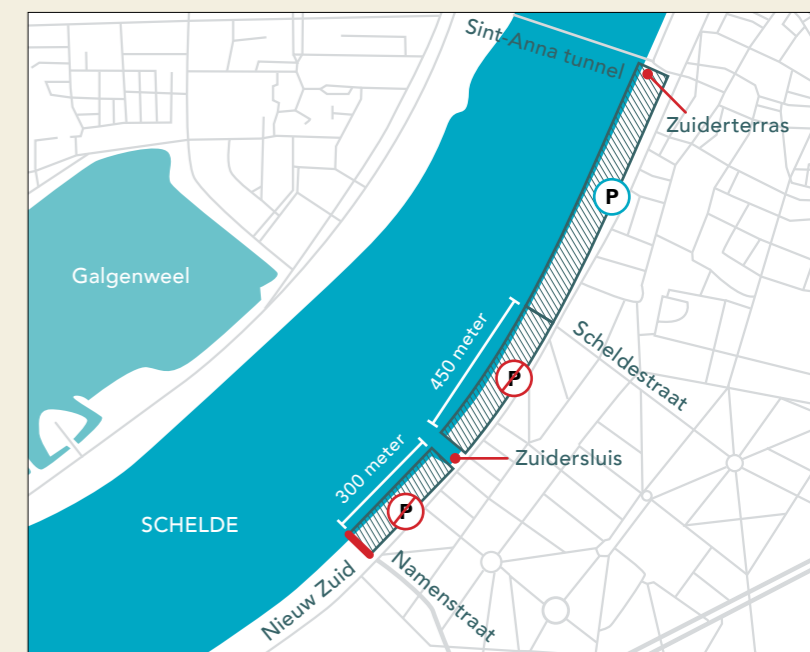 Sint-Anna tunnel
Zuiderterras
P
Galgenweel
450 meter
Scheldestraat
P
300 meter
Zuidersluis
P
SCHELDE
Nieuw Zuid
Namenstraat